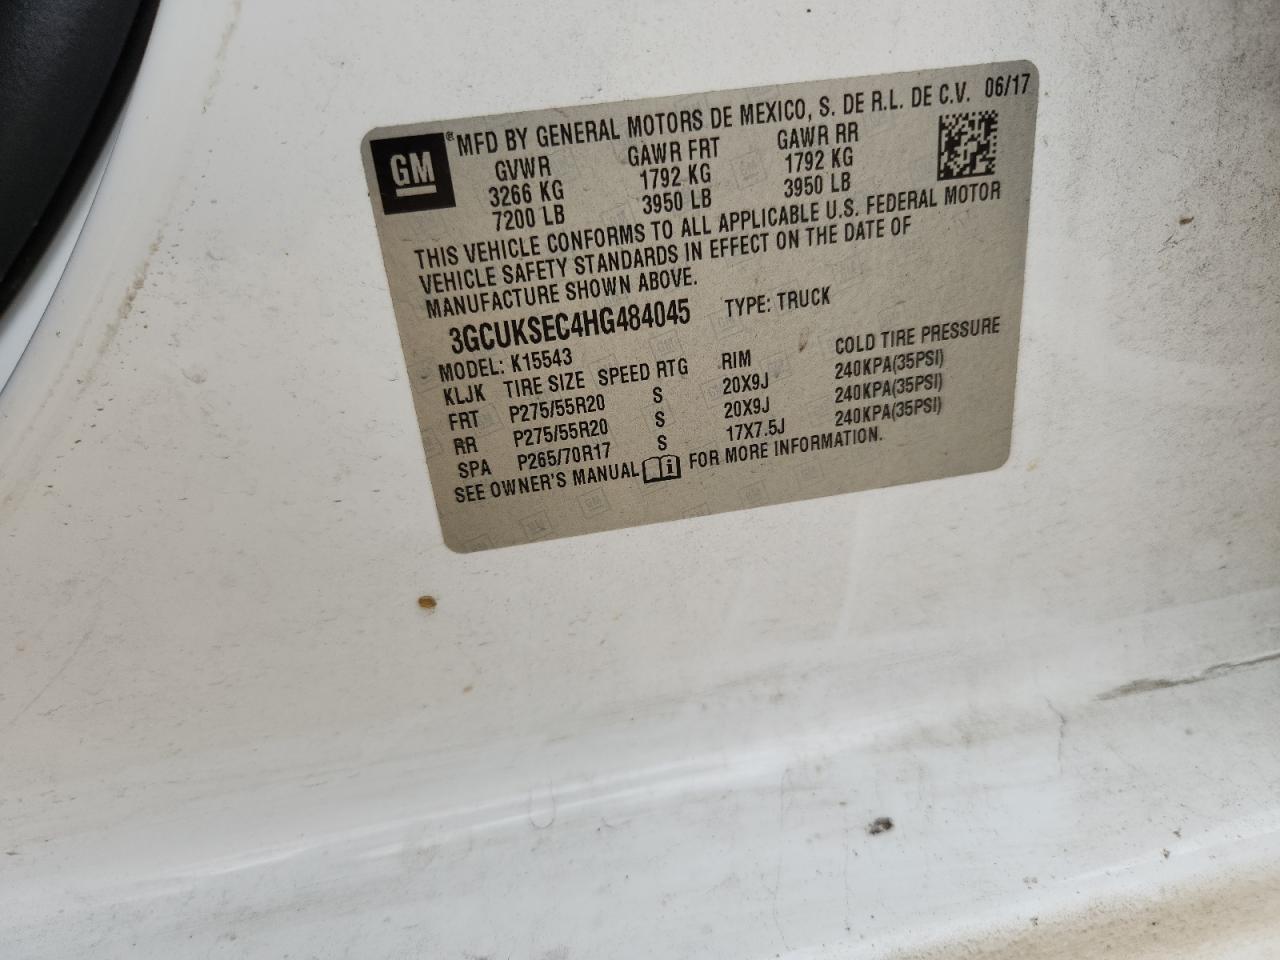 GM ® MFD BY GENERAL MOTORS DE MEXICO, S. DE R.L. DE C.V. 06/17
GVWR GAWR FRT GAWR RR
3266 KG 1792 KG 1792 KG
7200 LB 3950 LB 3950 LB
THIS VEHICLE CONFORMS TO ALL APPLICABLE U.S. FEDERAL MOTOR
VEHICLE SAFETY STANDARDS IN EFFECT ON THE DATE OF
MANUFACTURE SHOWN ABOVE.
3GCUKSEC4HG484045 TYPE: TRUCK
MODEL: K15543
KLJK TIRE SIZE SPEED RTG RIM COLD TIRE PRESSURE
FRT P275/55R20 S 20X9J 240KPA(35PSI)
RR P275/55R20 S 20X9J 240KPA(35PSI)
SPA P265/70R17 S 17X7.5J 240KPA(35PSI)
SEE OWNER'S MANUAL i FOR MORE INFORMATION.